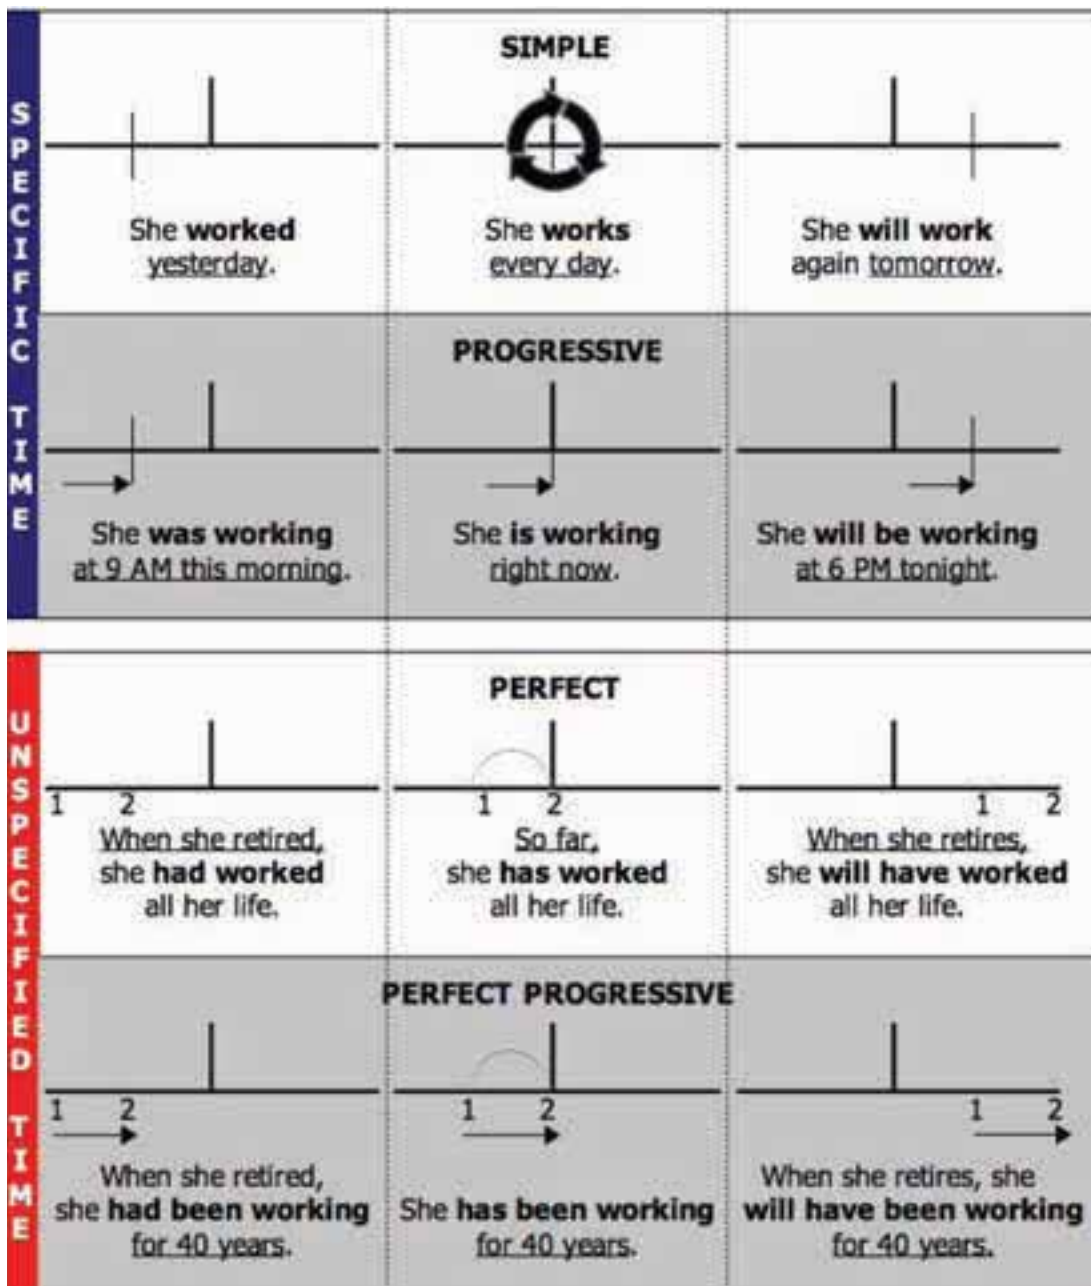 SPECIFIC TIME
SIMPLE
She worked
yesterday.
She works
every day.
She will work
again tomorrow.
PROGRESSIVE
She was working
at 9 AM this morning.
She is working
right now.
She will be working
at 6 PM tonight.
UNSPECIFIED TIME
PERFECT
1 2
When she retired,
she had worked
all her life.
1 2
So far,
she has worked
all her life.
1 2
When she retires,
she will have worked
all her life.
PERFECT PROGRESSIVE
1 2
When she retired,
she had been working
for 40 years.
1 2
She has been working
for 40 years.
1 2
When she retires, she
will have been working
for 40 years.